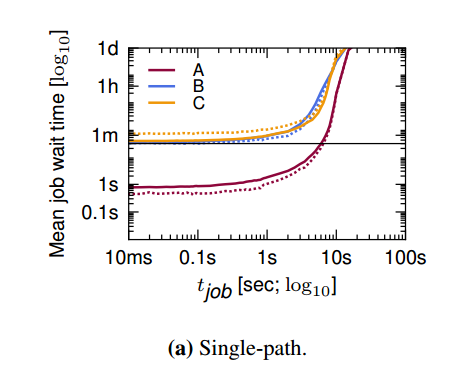 Mean job wait time [log10]
1d
1h
1m
1s
0.1s
A
B
C
10ms 0.1s 1s 10s 100s
tjob [sec; log10]
(a) Single-path.